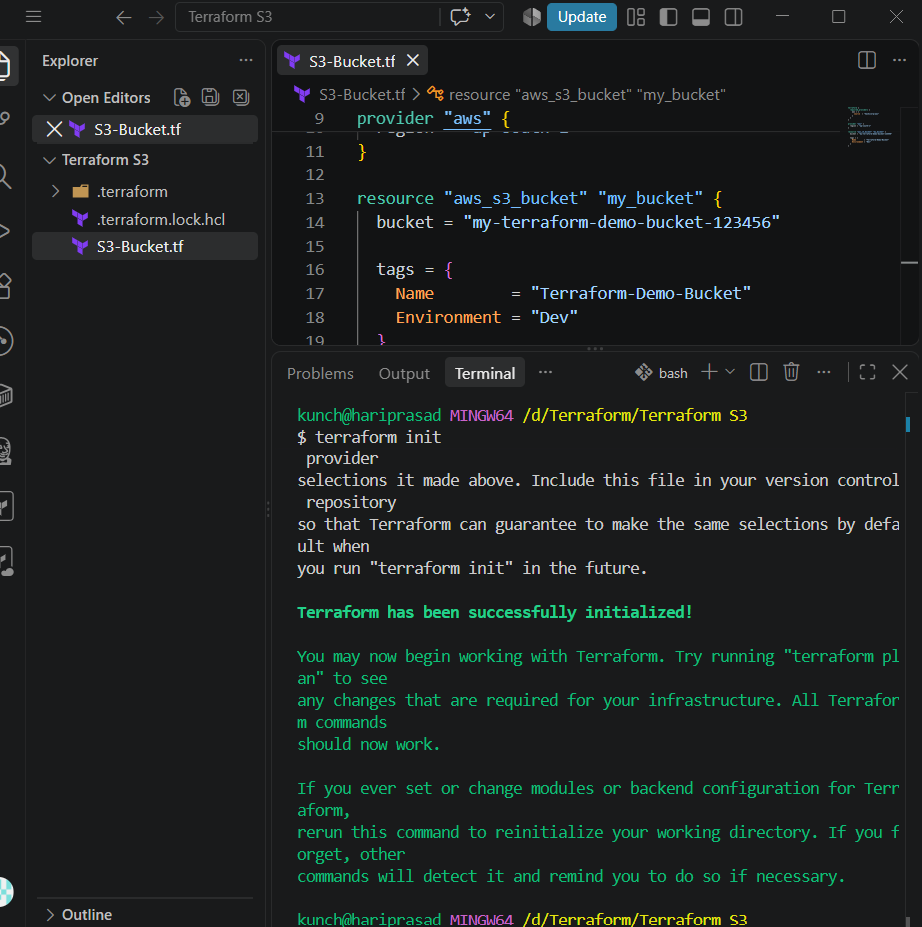 Terraform S3
Update
Explorer
Open Editors
S3-Bucket.tf
Terraform S3
.terraform
.terraform.lock.hcl
S3-Bucket.tf
Outline
S3-Bucket.tf
S3-Bucket.tf > resource "aws_s3_bucket" "my_bucket"
9 provider "aws" {
11 }
12
13 resource "aws_s3_bucket" "my_bucket" {
14 bucket = "my-terraform-demo-bucket-123456"
15
16 tags = {
17 Name = "Terraform-Demo-Bucket"
18 Environment = "Dev"
19 }
Problems Output Terminal ... bash
kunch@hariprasad MINGW64 /d/Terraform/Terraform S3
$ terraform init
provider
selections it made above. Include this file in your version control
repository
so that Terraform can guarantee to make the same selections by defa
ult when
you run "terraform init" in the future.
Terraform has been successfully initialized!
You may now begin working with Terraform. Try running "terraform pl
an" to see
any changes that are required for your infrastructure. All Terrafor
m commands
should now work.
If you ever set or change modules or backend configuration for Terr
aform,
rerun this command to reinitialize your working directory. If you f
orget, other
commands will detect it and remind you to do so if necessary.
kunch@hariprasad MINGW64 /d/Terraform/Terraform S3